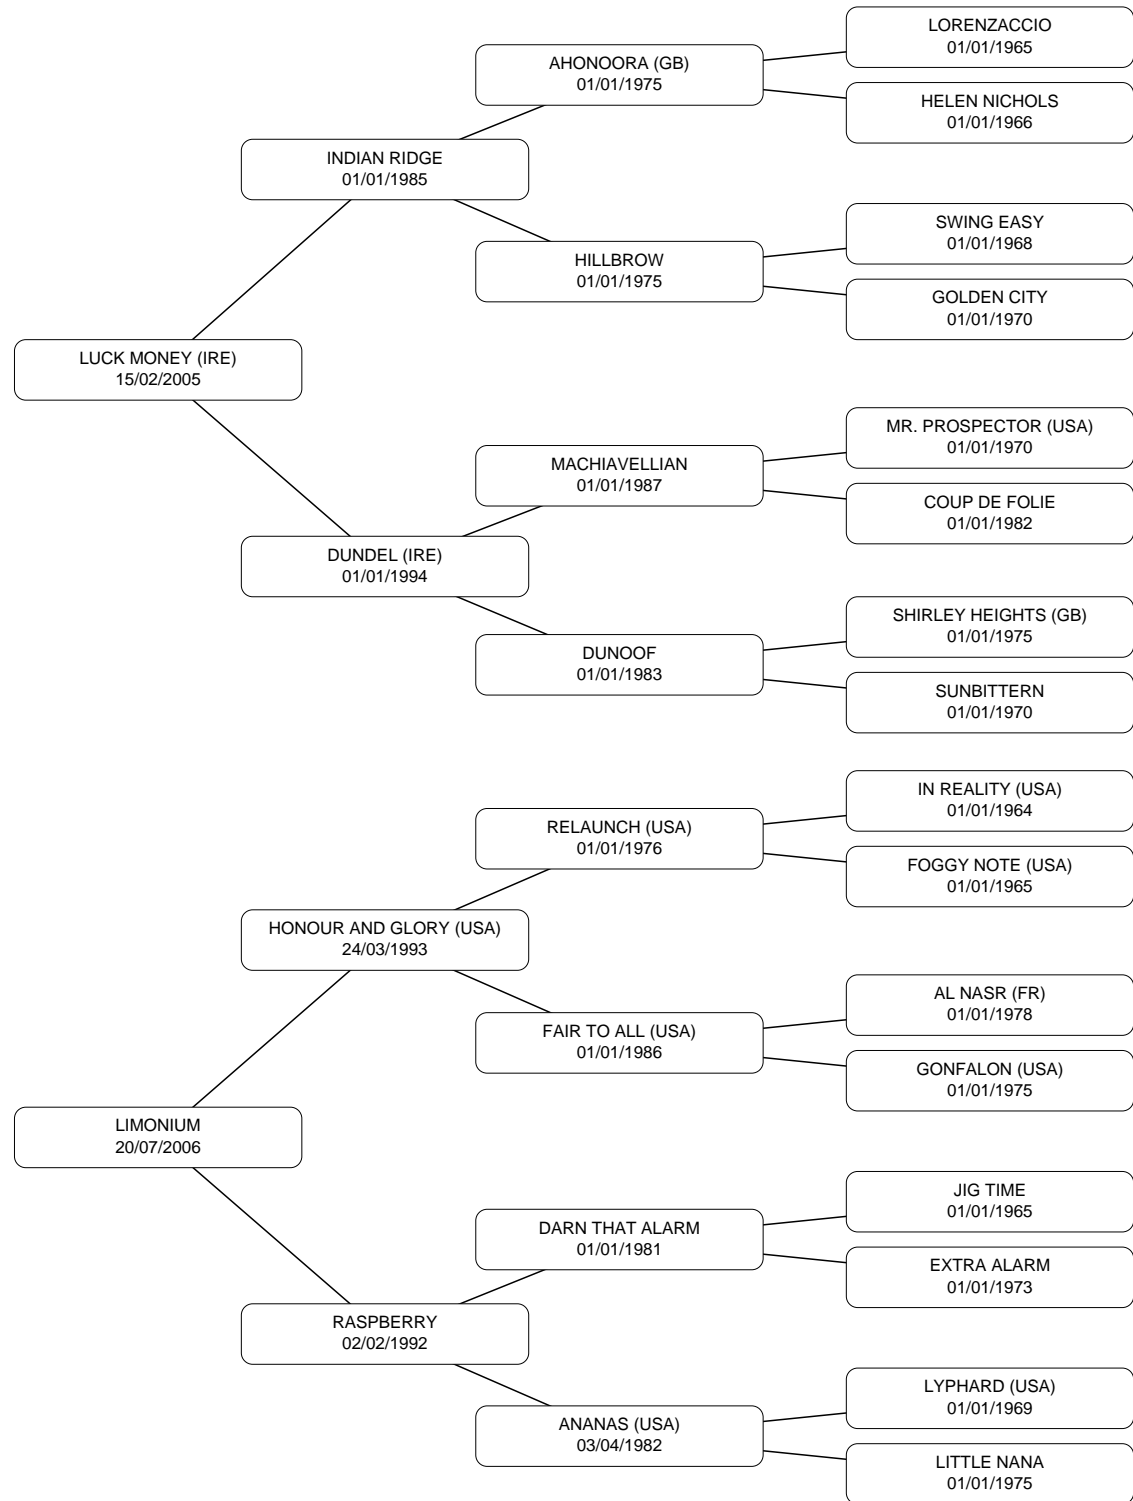 LORENZACCIO
01/01/1965
AHONOORA (GB)
01/01/1975
HELEN NICHOLS
01/01/1966
INDIAN RIDGE
01/01/1985
SWING EASY
01/01/1968
HILLBROW
01/01/1975
GOLDEN CITY
01/01/1970
LUCK MONEY (IRE)
15/02/2005
MR. PROSPECTOR (USA)
01/01/1970
MACHIAVELLIAN
01/01/1987
COUP DE FOLIE
01/01/1982
DUNDEL (IRE)
01/01/1994
SHIRLEY HEIGHTS (GB)
01/01/1975
DUNOOF
01/01/1983
SUNBITTERN
01/01/1970
IN REALITY (USA)
01/01/1964
RELAUNCH (USA)
01/01/1976
FOGGY NOTE (USA)
01/01/1965
HONOUR AND GLORY (USA)
24/03/1993
AL NASR (FR)
01/01/1978
FAIR TO ALL (USA)
01/01/1986
GONFALON (USA)
01/01/1975
LIMONIUM
20/07/2006
JIG TIME
01/01/1965
DARN THAT ALARM
01/01/1981
EXTRA ALARM
01/01/1973
RASPBERRY
02/02/1992
LYPHARD (USA)
01/01/1969
ANANAS (USA)
03/04/1982
LITTLE NANA
01/01/1975